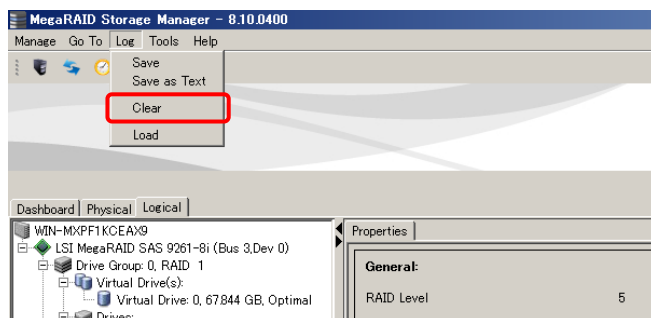 MegaRAID Storage Manager - 8.10.0400
Manage Go To Log Tools Help
Save
Save as Text
Clear
Load
Dashboard Physical Logical
WIN-MXPF1KCEAX9
LSI MegaRAID SAS 9261-8i (Bus 3,Dev 0)
Drive Group: 0, RAID 1
Virtual Drive(s):
Virtual Drive: 0, 67.844 GB, Optimal
Drives:
Properties
General:
RAID Level 5